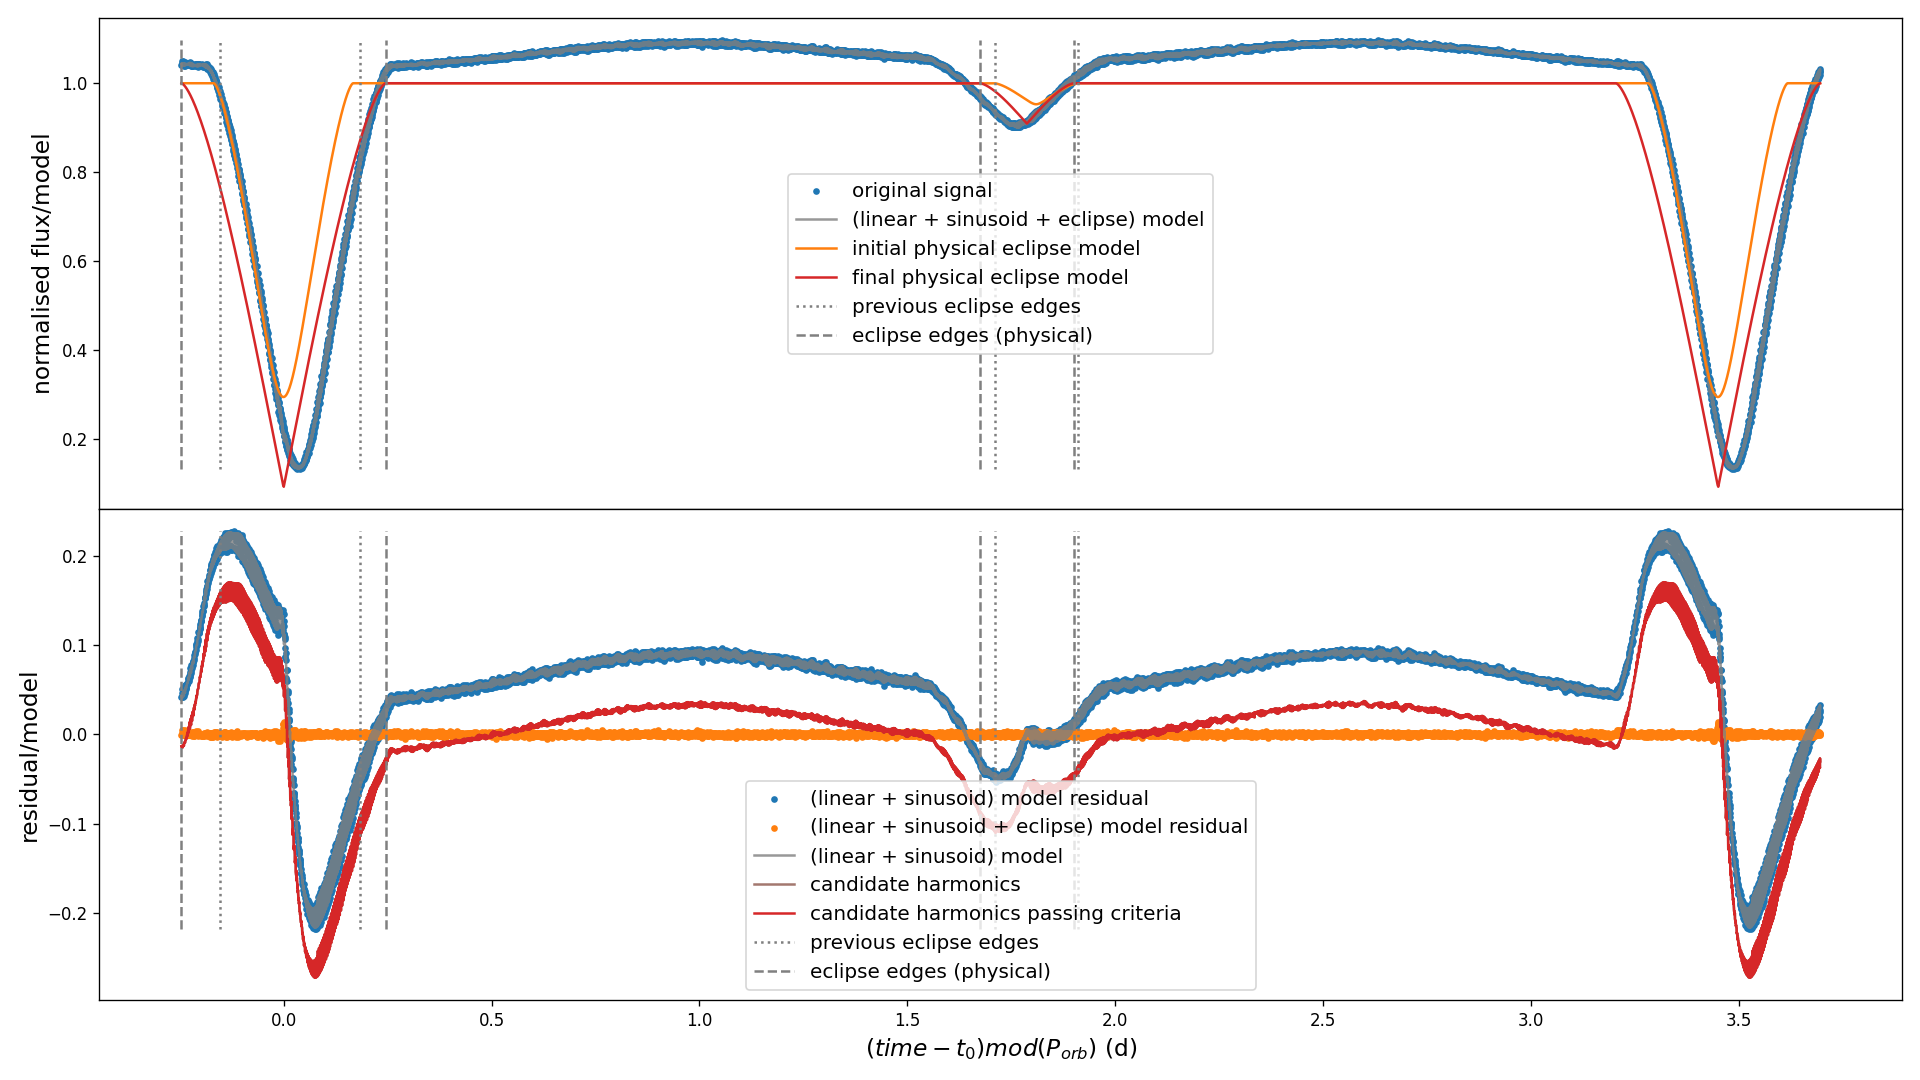 normalised flux/model
1.0
0.8
0.6
0.4
0.2
original signal
(linear + sinusoid + eclipse) model
initial physical eclipse model
final physical eclipse model
previous eclipse edges
eclipse edges (physical)
residual/model
0.2
0.1
0.0
−0.1
−0.2
(linear + sinusoid) model residual
(linear + sinusoid + eclipse) model residual
(linear + sinusoid) model
candidate harmonics
candidate harmonics passing criteria
previous eclipse edges
eclipse edges (physical)
0.0 0.5 1.0 1.5 2.0 2.5 3.0 3.5
(time − t₀)mod(Pₒᵣb) (d)